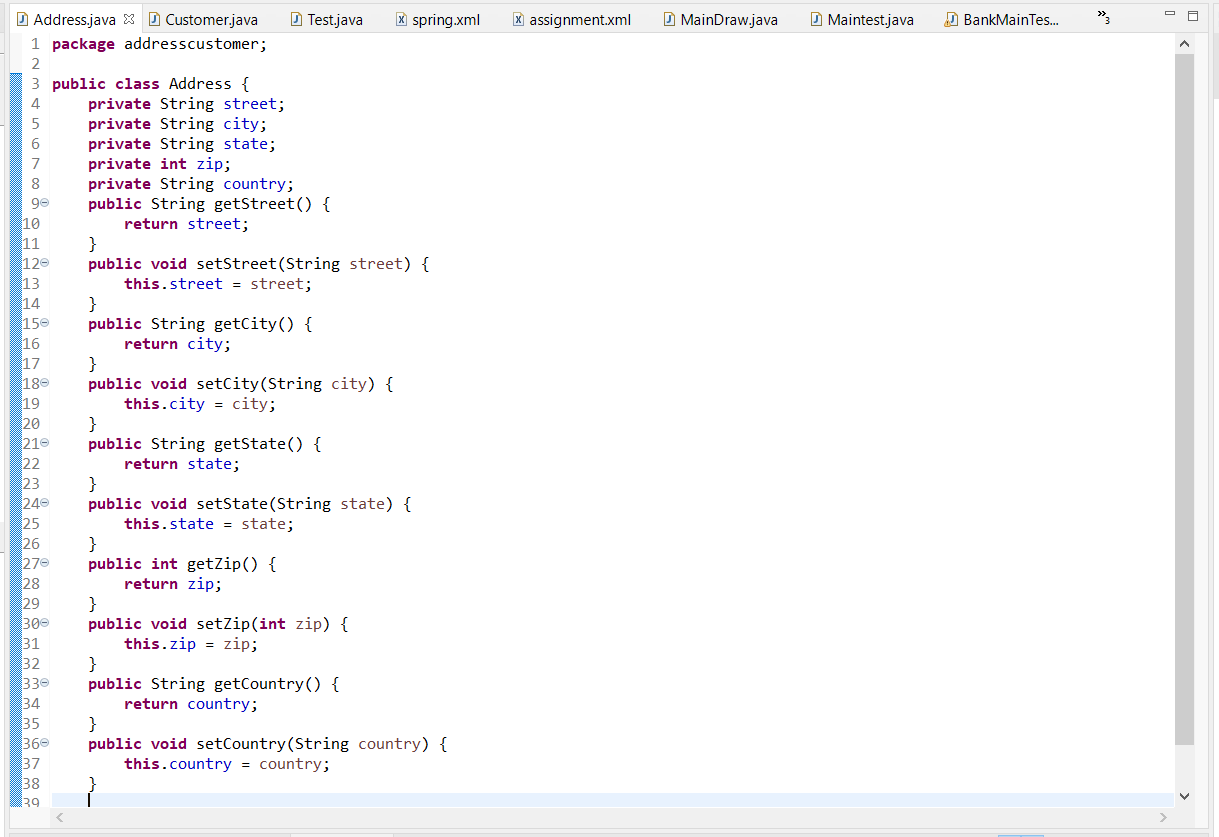 Address.java Customer.java Test.java spring.xml assignment.xml MainDraw.java Maintest.java BankMainTes... »3
1 package addresscustomer;
2
3 public class Address {
4 private String street;
5 private String city;
6 private String state;
7 private int zip;
8 private String country;
9 public String getStreet() {
10 return street;
11 }
12 public void setStreet(String street) {
13 this.street = street;
14 }
15 public String getCity() {
16 return city;
17 }
18 public void setCity(String city) {
19 this.city = city;
20 }
21 public String getState() {
22 return state;
23 }
24 public void setState(String state) {
25 this.state = state;
26 }
27 public int getZip() {
28 return zip;
29 }
30 public void setZip(int zip) {
31 this.zip = zip;
32 }
33 public String getCountry() {
34 return country;
35 }
36 public void setCountry(String country) {
37 this.country = country;
38 }
39